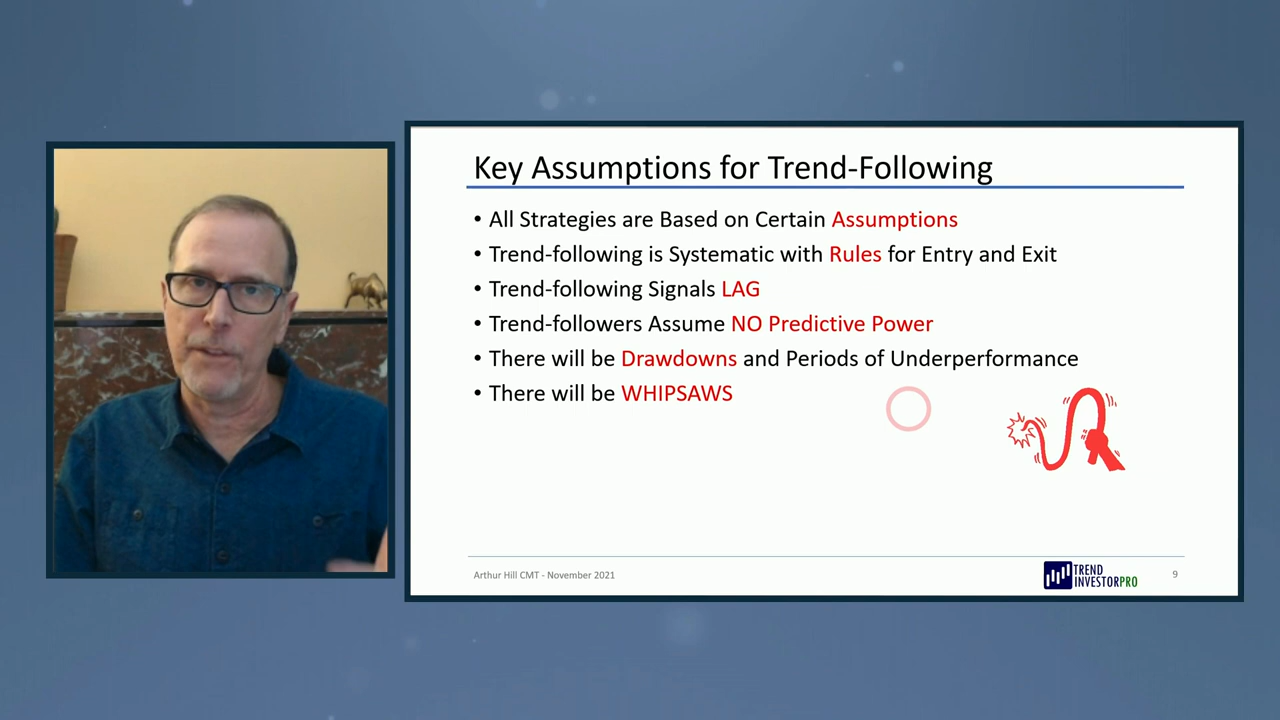 Key Assumptions for Trend-Following
• All Strategies are Based on Certain Assumptions
• Trend-following is Systematic with Rules for Entry and Exit
• Trend-following Signals LAG
• Trend-followers Assume NO Predictive Power
• There will be Drawdowns and Periods of Underperformance
• There will be WHIPSAWS
Arthur Hill CMT - November 2021
TREND
INVESTORPRO
9